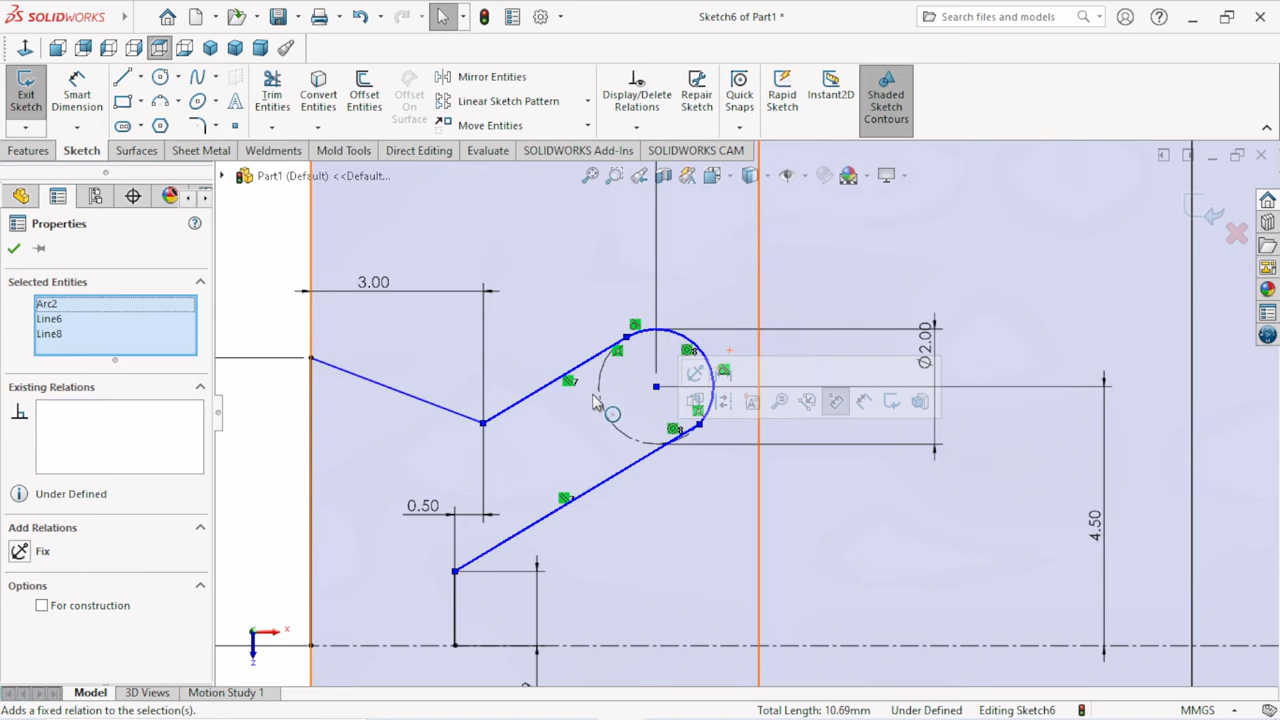 SOLIDWORKS
Sketch6 of Part1 *
Search files and models
Exit Sketch
Smart Dimension
Trim Entities
Convert Entities
Offset Entities
Offset On Surface
Mirror Entities
Linear Sketch Pattern
Move Entities
Display/Delete Relations
Repair Sketch
Quick Snaps
Rapid Sketch
Instant2D
Shaded Sketch Contours
Features
Sketch
Surfaces
Sheet Metal
Weldments
Mold Tools
Direct Editing
Evaluate
SOLIDWORKS Add-Ins
SOLIDWORKS CAM
Part1 (Default) <<Default...
Properties
Selected Entities
Arc2
Line6
Line8
Existing Relations
Under Defined
Add Relations
Fix
Options
For construction
3.00
Ø2.00
7
8
8
0.50
7
4.50
x
z
Model
3D Views
Motion Study 1
Adds a fixed relation to the selection(s).
Total Length: 10.69mm
Under Defined
Editing Sketch6
MMGS